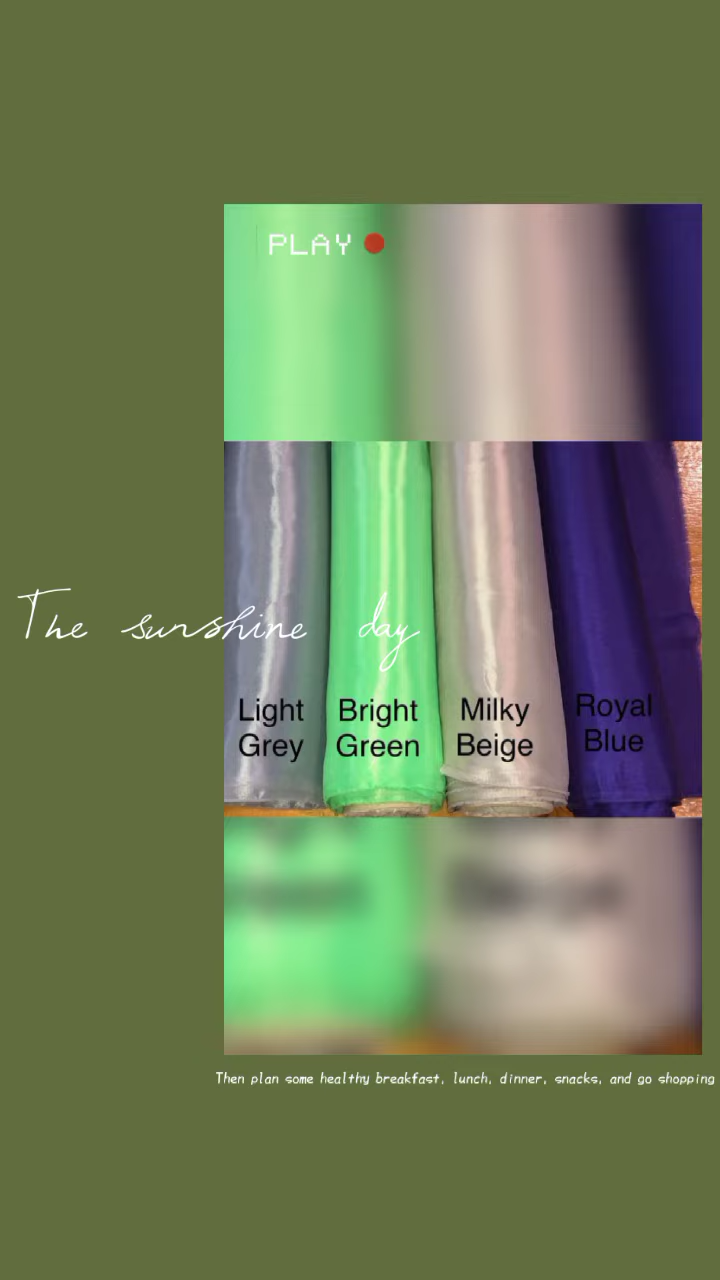 PLAY
The sunshine day
Light Grey
Bright Green
Milky Beige
Royal Blue
Then plan some healthy breakfast, lunch, dinner, snacks, and go shopping